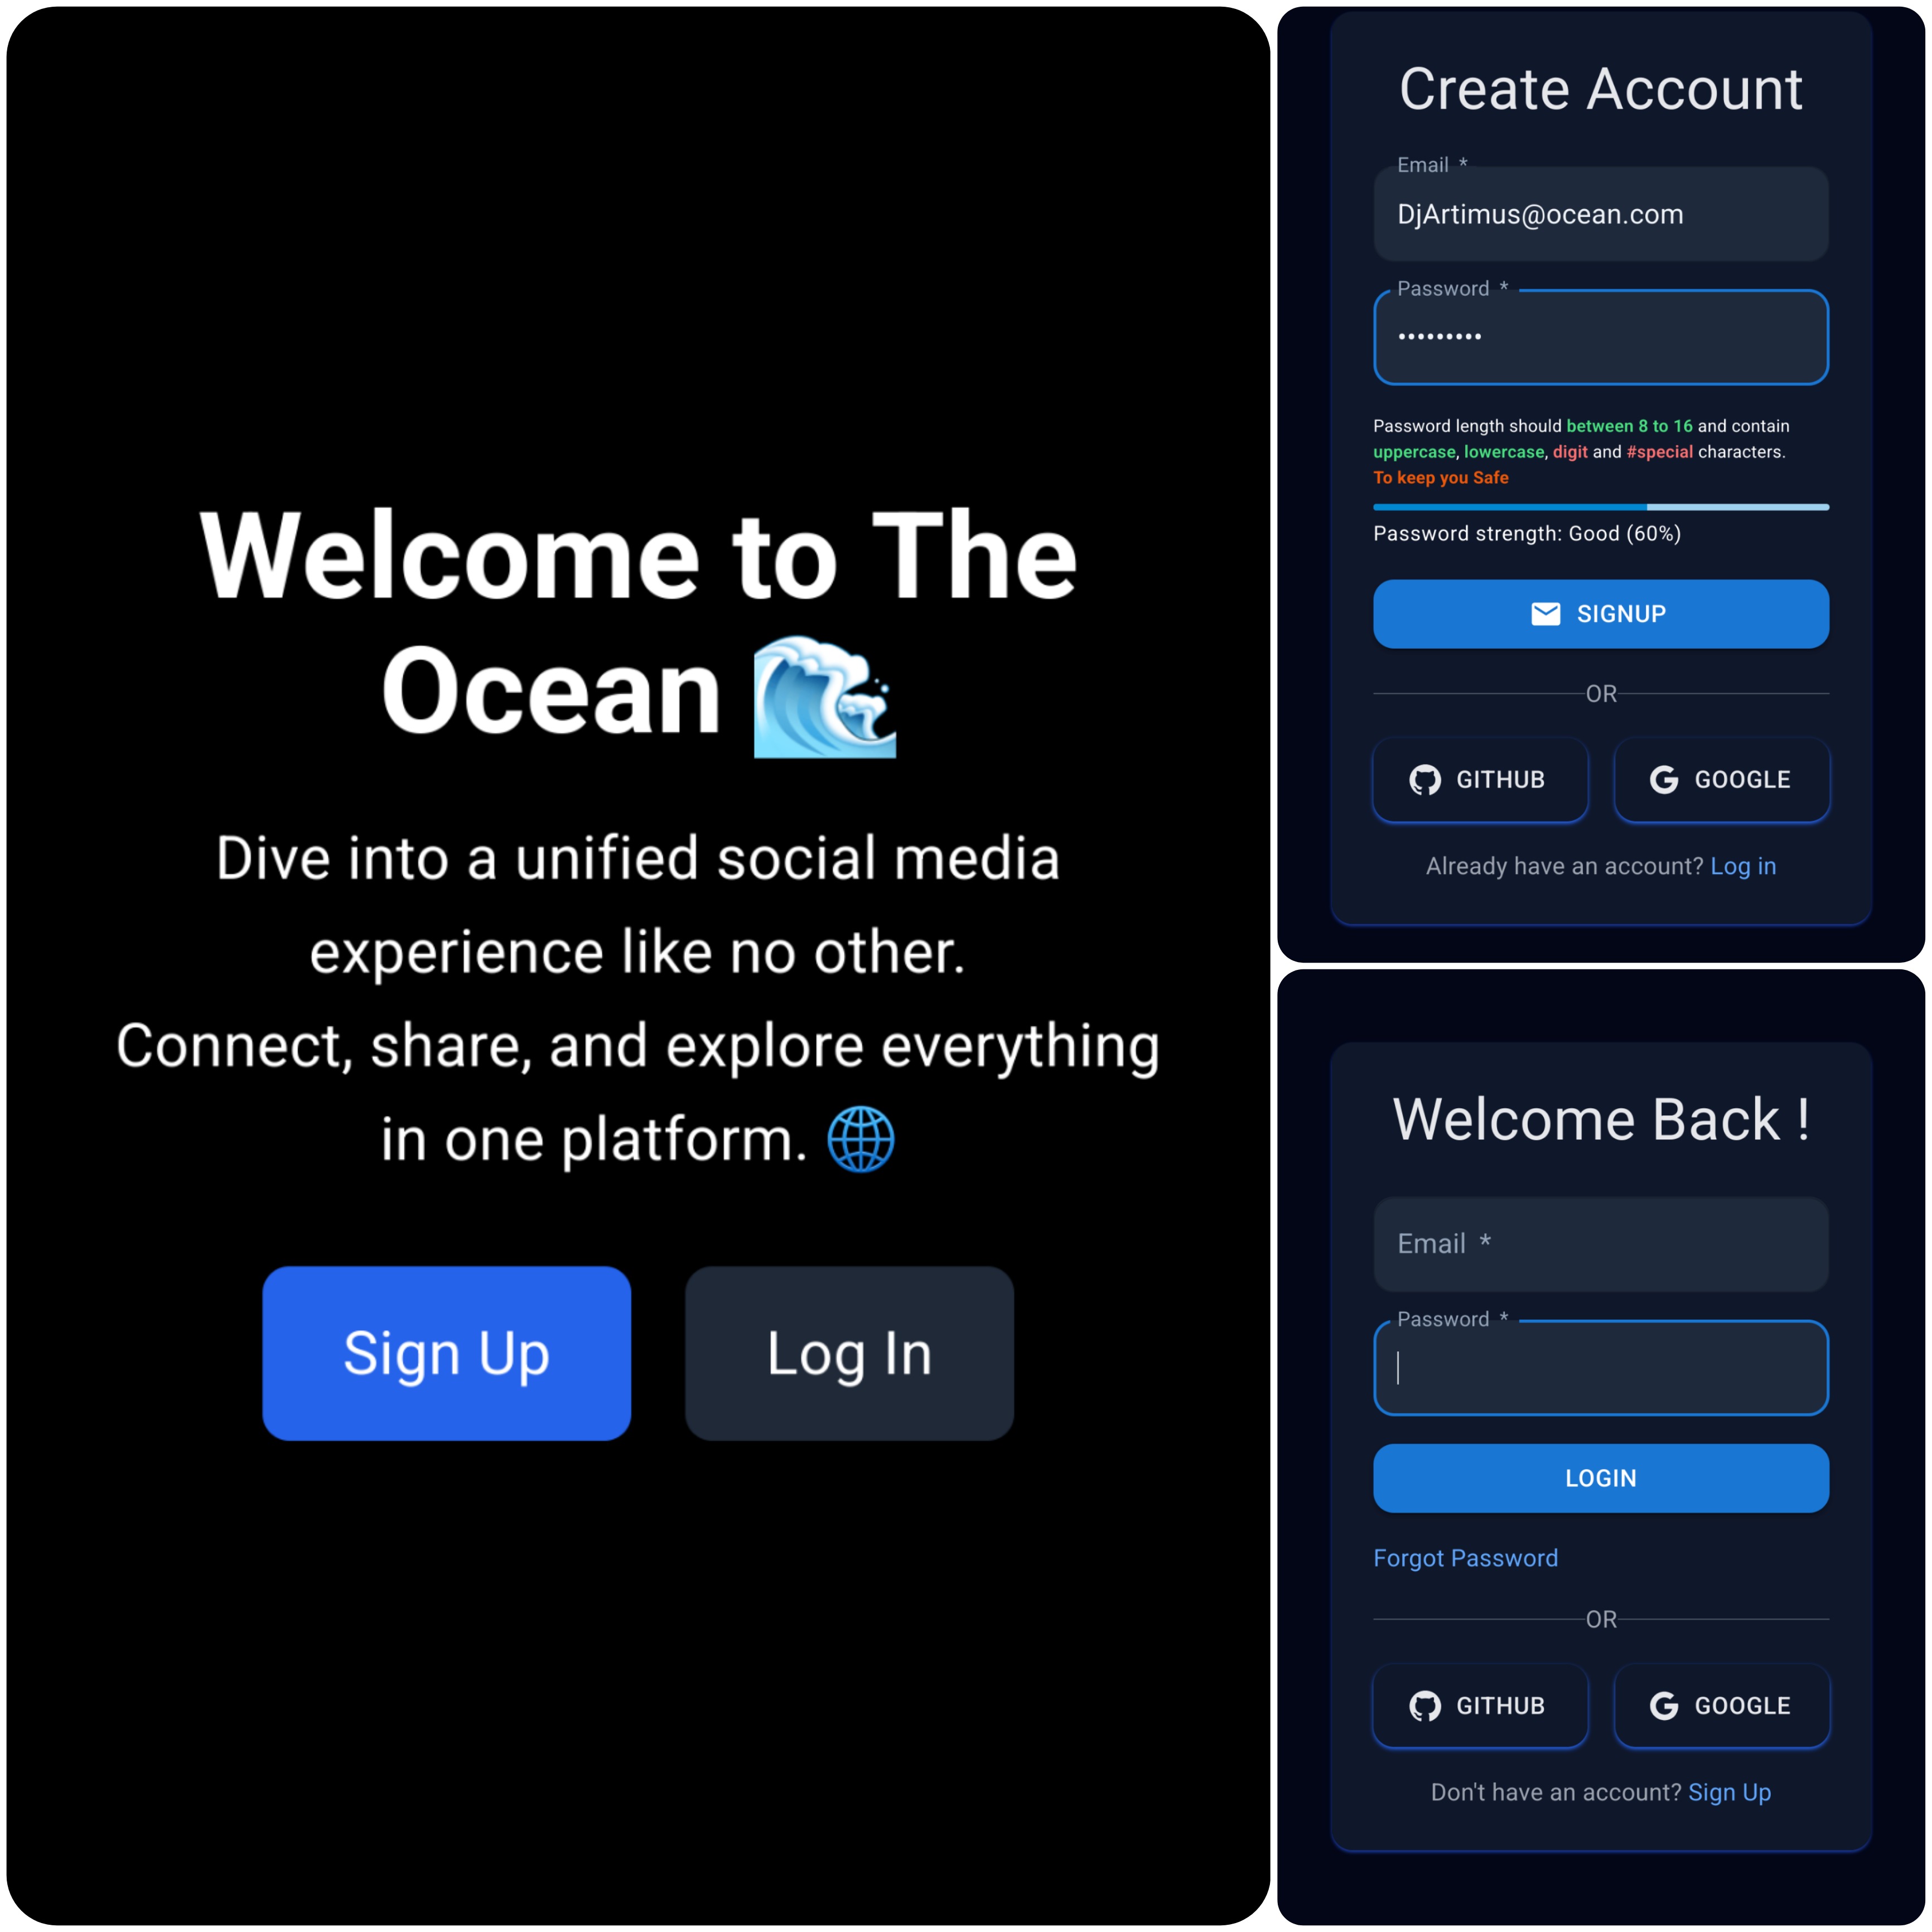 Welcome to The
Ocean 🌊
Dive into a unified social media
experience like no other.
Connect, share, and explore everything
in one platform. 🌐
Sign Up
Log In
Create Account
Email *
DjArtimus@ocean.com
Password *
•••••••••
Password length should between 8 to 16 and contain
uppercase, lowercase, digit and #special characters.
To keep you Safe
Password strength: Good (60%)
SIGNUP
OR
GITHUB
GOOGLE
Already have an account? Log in
Welcome Back !
Email *
Password *
LOGIN
Forgot Password
OR
GITHUB
GOOGLE
Don't have an account? Sign Up